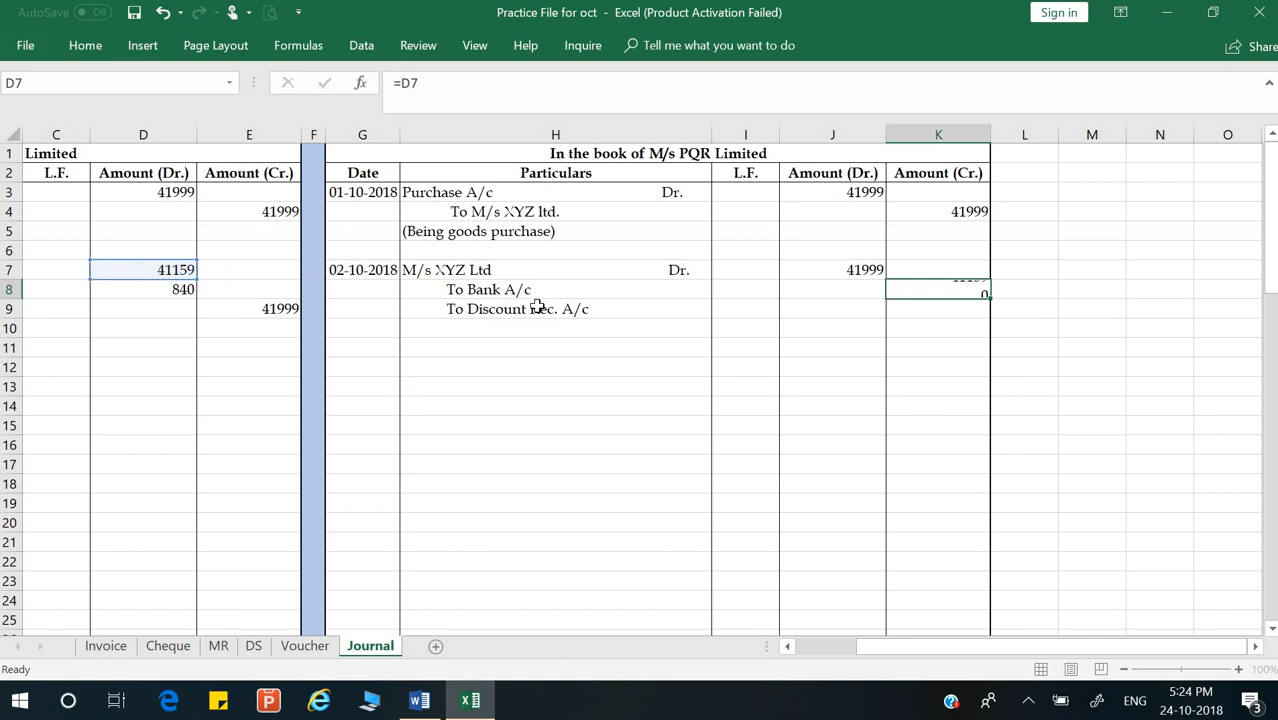 AutoSave Off
Practice File for oct - Excel (Product Activation Failed)
Sign in
File Home Insert Page Layout Formulas Data Review View Help Inquire Tell me what you want to do Share
D7 fx =D7
C D E F G H I J K L M N O
1 Limited In the book of M/s PQR Limited
2 L.F. Amount (Dr.) Amount (Cr.) Date Particulars L.F. Amount (Dr.) Amount (Cr.)
3 41999 01-10-2018 Purchase A/c Dr. 41999
4 41999 To M/s XYZ ltd. 41999
5 (Being goods purchase)
6
7 41159 02-10-2018 M/s XYZ Ltd Dr. 41999
8 840 To Bank A/c 0
9 41999 To Discount Rec. A/c
10
11
12
13
14
15
16
17
18
19
20
21
22
23
24
25
Invoice Cheque MR DS Voucher Journal
Ready 100%
ENG 5:24 PM
24-10-2018 3